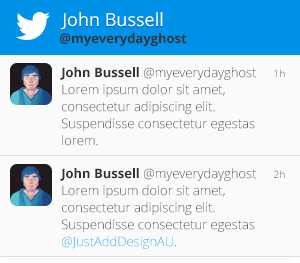 John Bussell
@myeverydayghost
John Bussell @myeverydayghost 1h
Lorem ipsum dolor sit amet,
consectetur adipiscing elit.
Suspendisse consectetur egestas
lorem.
John Bussell @myeverydayghost 2h
Lorem ipsum dolor sit amet,
consectetur adipiscing elit.
Suspendisse consectetur egestas
@JustAddDesignAU.